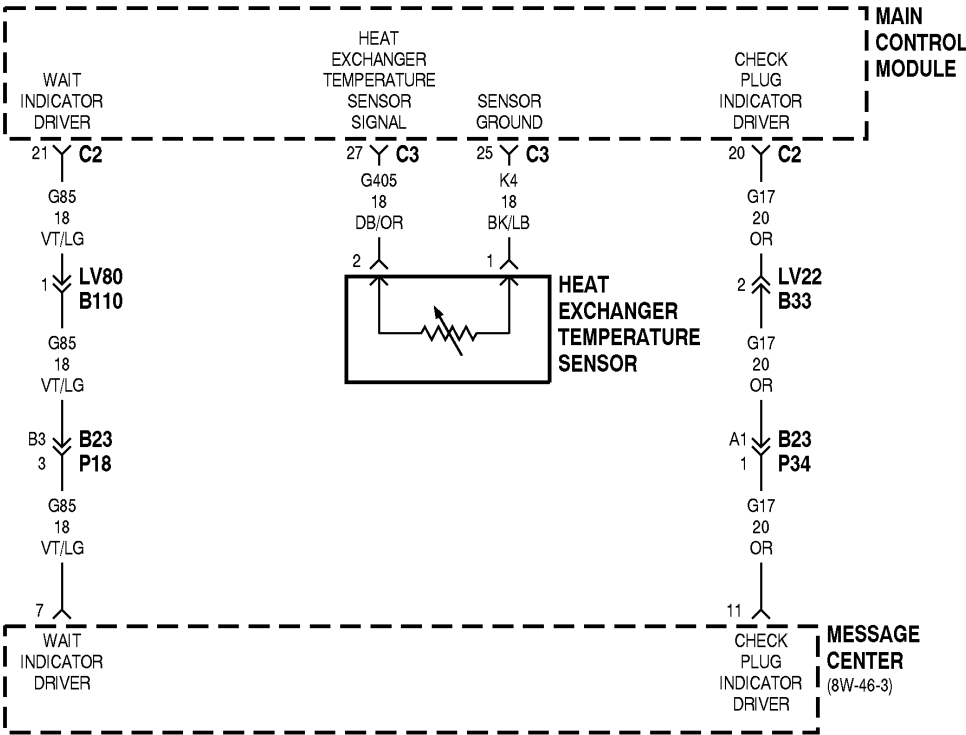 MAIN
CONTROL
MODULE
WAIT
INDICATOR
DRIVER
HEAT
EXCHANGER
TEMPERATURE
SENSOR
SIGNAL
SENSOR
GROUND
CHECK
PLUG
INDICATOR
DRIVER
21 C2
27 C3
25 C3
20 C2
G85
18
VT/LG
G405
18
DB/OR
K4
18
BK/LB
G17
20
OR
2
1
1 LV80
B110
HEAT
EXCHANGER
TEMPERATURE
SENSOR
2 LV22
B33
G85
18
VT/LG
G17
20
OR
B3 B23
3 P18
A1 B23
1 P34
G85
18
VT/LG
G17
20
OR
7
11
WAIT
INDICATOR
DRIVER
CHECK
PLUG
INDICATOR
DRIVER
MESSAGE
CENTER
(8W-46-3)